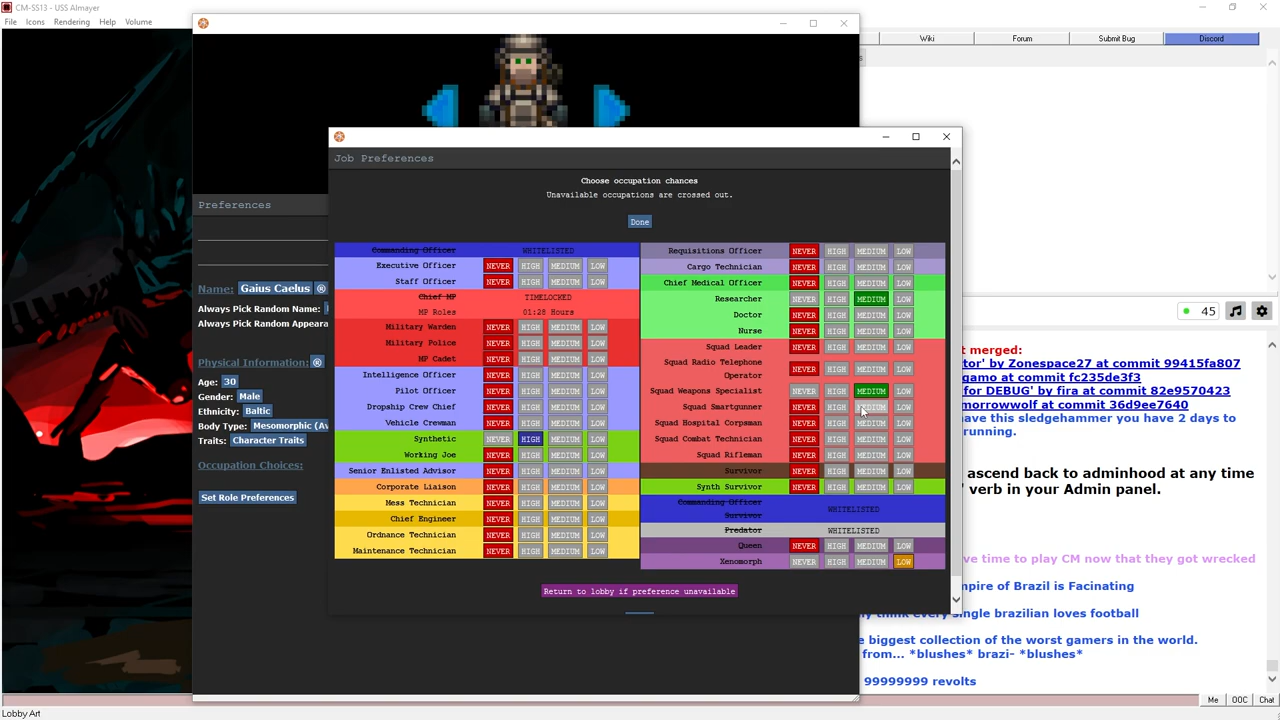 CM-SS13 - USS Almayer
File Icons Rendering Help Volume
Wiki Forum Submit Bug Discord
45
Preferences
Name: Gaius Caelus ®
Always Pick Random Name:
Always Pick Random Appeara
Physical Information: ®
Age: 30
Gender: Male
Ethnicity: Baltic
Body Type: Mesomorphic (Av
Traits: Character Traits
Occupation Choices:
Set Role Preferences
Job Preferences
Choose occupation chances
Unavailable occupations are crossed out.
Done
Commanding Officer WHITELISTED
Executive Officer NEVER HIGH MEDIUM LOW
Staff Officer NEVER HIGH MEDIUM LOW
Chief MP TIMELOCKED
MP Roles 01:28 Hours
Military Warden NEVER HIGH MEDIUM LOW
Military Police NEVER HIGH MEDIUM LOW
MP Cadet NEVER HIGH MEDIUM LOW
Intelligence Officer NEVER HIGH MEDIUM LOW
Pilot Officer NEVER HIGH MEDIUM LOW
Dropship Crew Chief NEVER HIGH MEDIUM LOW
Vehicle Crewman NEVER HIGH MEDIUM LOW
Synthetic NEVER HIGH MEDIUM LOW
Working Joe NEVER HIGH MEDIUM LOW
Senior Enlisted Advisor NEVER HIGH MEDIUM LOW
Corporate Liaison NEVER HIGH MEDIUM LOW
Mess Technician NEVER HIGH MEDIUM LOW
Chief Engineer NEVER HIGH MEDIUM LOW
Ordnance Technician NEVER HIGH MEDIUM LOW
Maintenance Technician NEVER HIGH MEDIUM LOW
Requisitions Officer NEVER HIGH MEDIUM LOW
Cargo Technician NEVER HIGH MEDIUM LOW
Chief Medical Officer NEVER HIGH MEDIUM LOW
Researcher NEVER HIGH MEDIUM LOW
Doctor NEVER HIGH MEDIUM LOW
Nurse NEVER HIGH MEDIUM LOW
Squad Leader NEVER HIGH MEDIUM LOW
Squad Radio Telephone
Operator NEVER HIGH MEDIUM LOW
Squad Weapons Specialist NEVER HIGH MEDIUM LOW
Squad Smartgunner NEVER HIGH MEDIUM LOW
Squad Hospital Corpsman NEVER HIGH MEDIUM LOW
Squad Combat Technician NEVER HIGH MEDIUM LOW
Squad Rifleman NEVER HIGH MEDIUM LOW
Survivor NEVER HIGH MEDIUM LOW
Synth Survivor NEVER HIGH MEDIUM LOW
Commanding Officer
Survivor WHITELISTED
Predator WHITELISTED
Queen NEVER HIGH MEDIUM LOW
Xenomorph NEVER HIGH MEDIUM LOW
Return to lobby if preference unavailable
t merged:
tor' by Zonespace27 at commit 99415fa807
gamo at commit fc235de3f3
for DEBUG' by fira at commit 82e9570423
morrowwolf at commit 36d9ee7640
have this sledgehammer you have 2 days to
running.
ascend back to adminhood at any time
' verb in your Admin panel.
ve time to play CM now that they got wrecked
mpire of Brazil is Facinating
y think every single brazilian loves football
e biggest collection of the worst gamers in the world.
from... *blushes* brazi- *blushes*
99999999 revolts
Me OOC Chat
Lobby Art